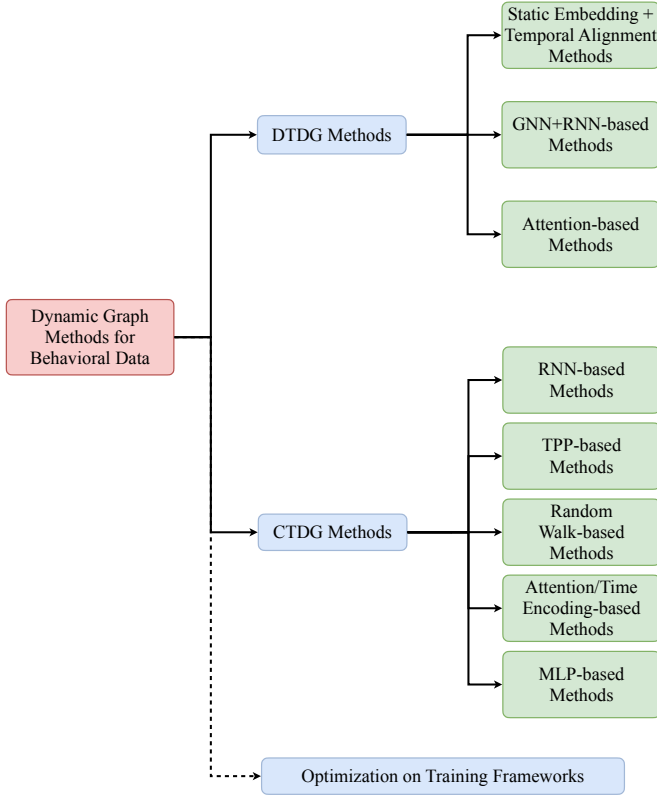 Static Embedding +
Temporal Alignment
Methods
DTDG Methods
GNN+RNN-based
Methods
Attention-based
Methods
Dynamic Graph
Methods for
Behavioral Data
RNN-based
Methods
TPP-based
Methods
CTDG Methods
Random
Walk-based
Methods
Attention/Time
Encoding-based
Methods
MLP-based
Methods
Optimization on Training Frameworks